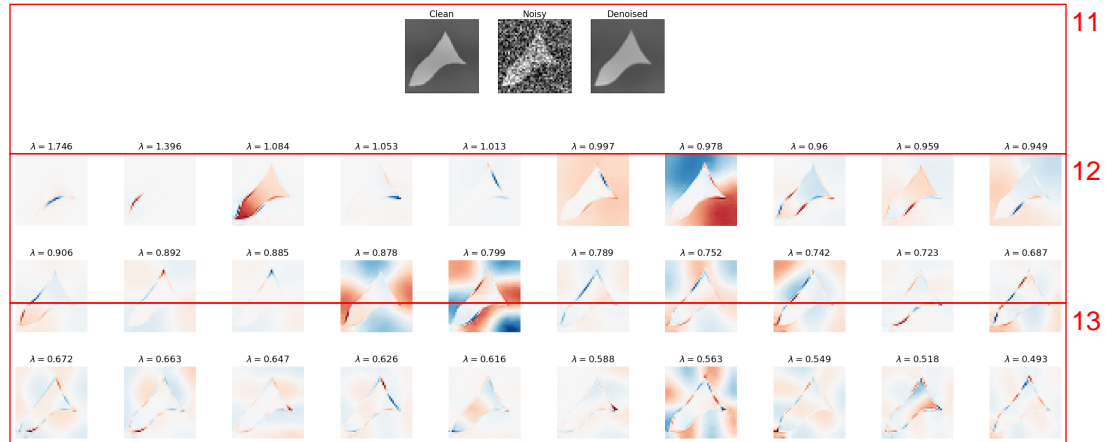 Clean Noisy Denoised
11
λ = 1.746 λ = 1.396 λ = 1.084 λ = 1.053 λ = 1.013 λ = 0.997 λ = 0.978 λ = 0.96 λ = 0.959 λ = 0.949
12
λ = 0.906 λ = 0.892 λ = 0.885 λ = 0.878 λ = 0.799 λ = 0.789 λ = 0.752 λ = 0.742 λ = 0.723 λ = 0.687
13
λ = 0.672 λ = 0.663 λ = 0.647 λ = 0.626 λ = 0.616 λ = 0.588 λ = 0.563 λ = 0.549 λ = 0.518 λ = 0.493